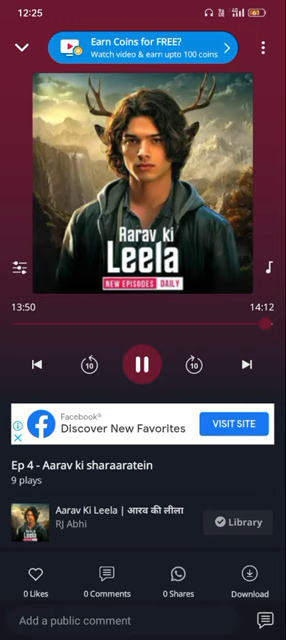 12:25
Earn Coins for FREE?
Watch video & earn upto 100 coins
Aarav ki
Leela
NEW EPISODES DAILY
13:50
14:12
10
10
Facebook®
Discover New Favorites
VISIT SITE
Ep 4 - Aarav ki sharaaratein
9 plays
Aarav Ki Leela | आरव की लीला
RJ Abhi
Library
0 Likes
0 Comments
0 Shares
Download
Add a public comment